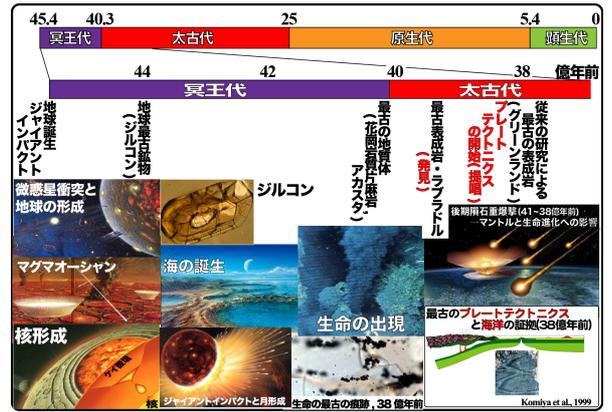 45.4 40.3 25 5.4 0
冥王代 太古代 原生代 顕生代
44 42 40 38 億年前
冥王代 太古代
地球誕生
ジャイアント
インパクト
地球最古鉱物
(ジルコン)
最古の地質体
(花崗岩質片麻岩,
アカスタ)
最古表成岩・ラブラドル
(発見)
プレート
テクトニクス
の開始(提唱)
従来の研究による
最古の表成岩
(グリーンランド)
微惑星衝突と
地球の形成
ジルコン
マグマオーシャン
海の誕生
生命の出現
後期隕石重爆撃(41~38億年前)
―マントルと生命進化への影響
核形成
ケイ酸塩
核
ジャイアントインパクトと月形成
生命の最古の痕跡, 38 億年前
最古のプレートテクトニクス
と海洋の証拠(38億年前)
Komiya et al., 1999